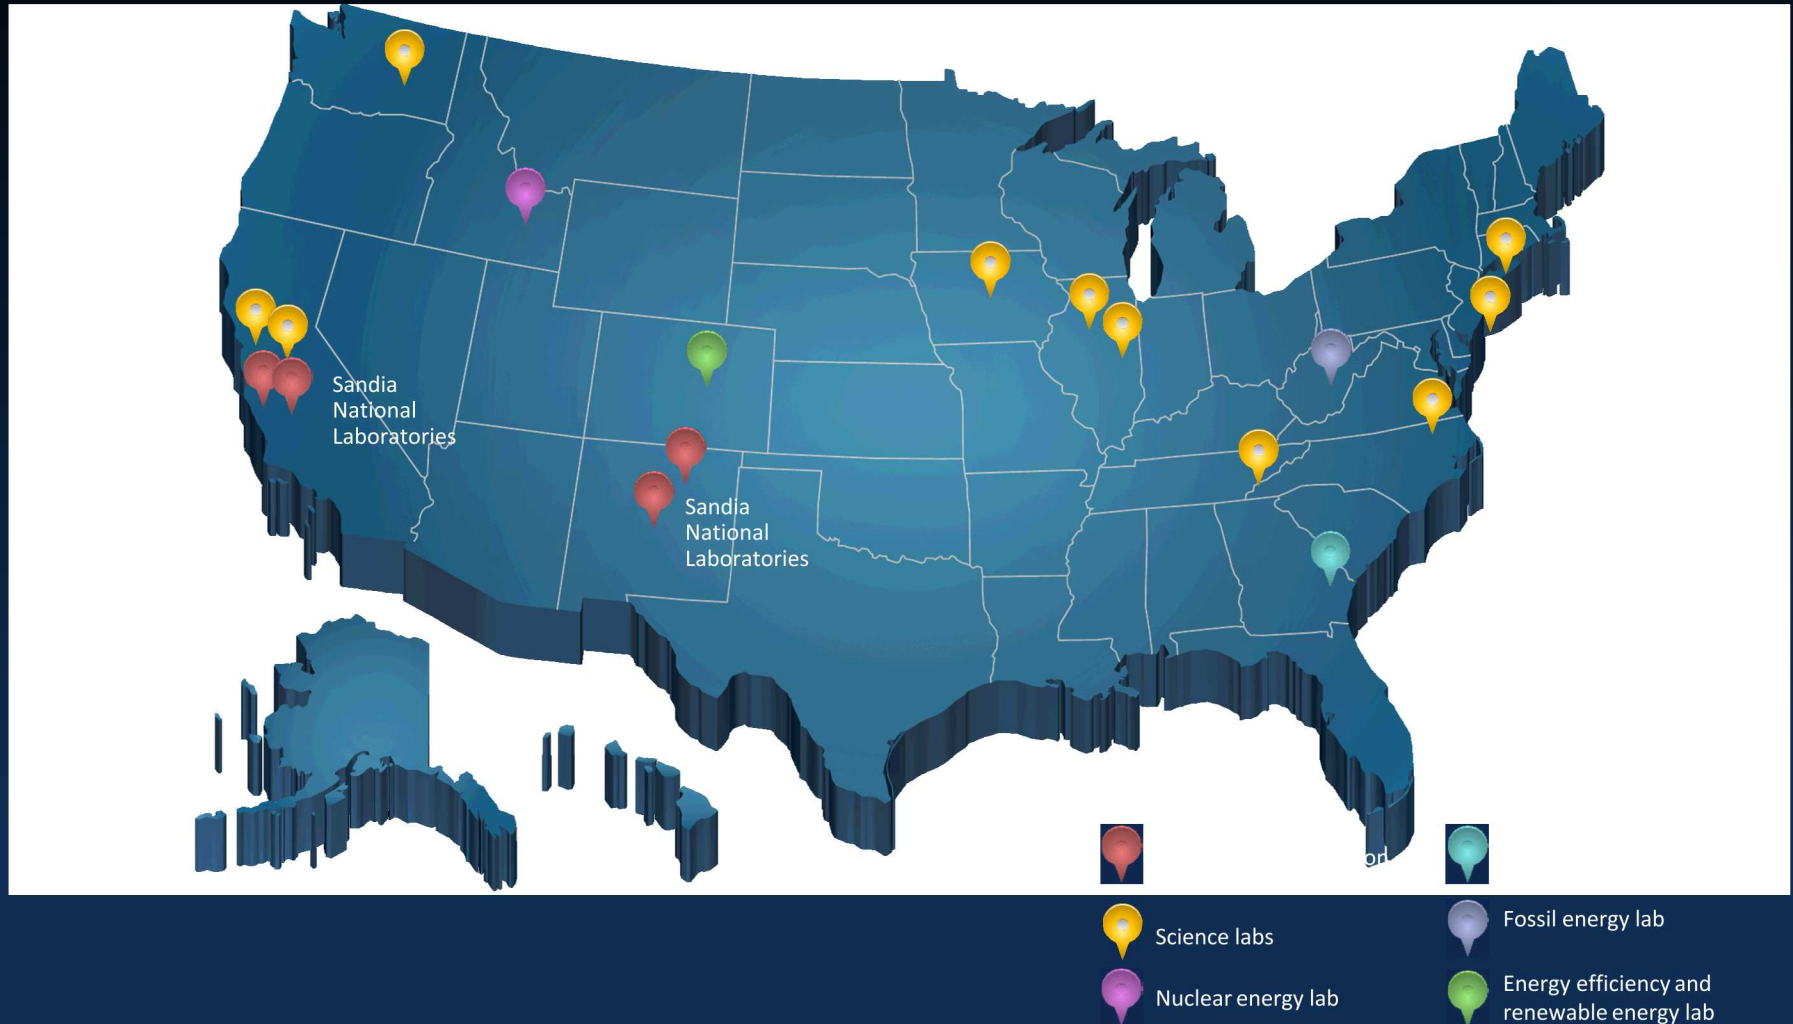 Sandia
National
Laboratories
Sandia
National
Laboratories
Science labs
Nuclear energy lab
Fossil energy lab
Energy efficiency and
renewable energy lab